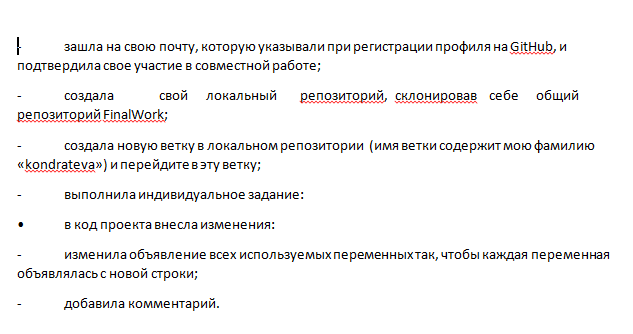 - зашла на свою почту, которую указывали при регистрации профиля на GitHub, и
подтвердила свое участие в совместной работе;
- создала свой локальный репозиторий, склонировав себе общий
репозиторий FinalWork;
- создала новую ветку в локальном репозитории (имя ветки содержит мою фамилию
«kondrateva») и перейдите в эту ветку;
- выполнила индивидуальное задание:
• в код проекта внесла изменения:
- изменила объявление всех используемых переменных так, чтобы каждая переменная
объявлялась с новой строки;
- добавила комментарий.